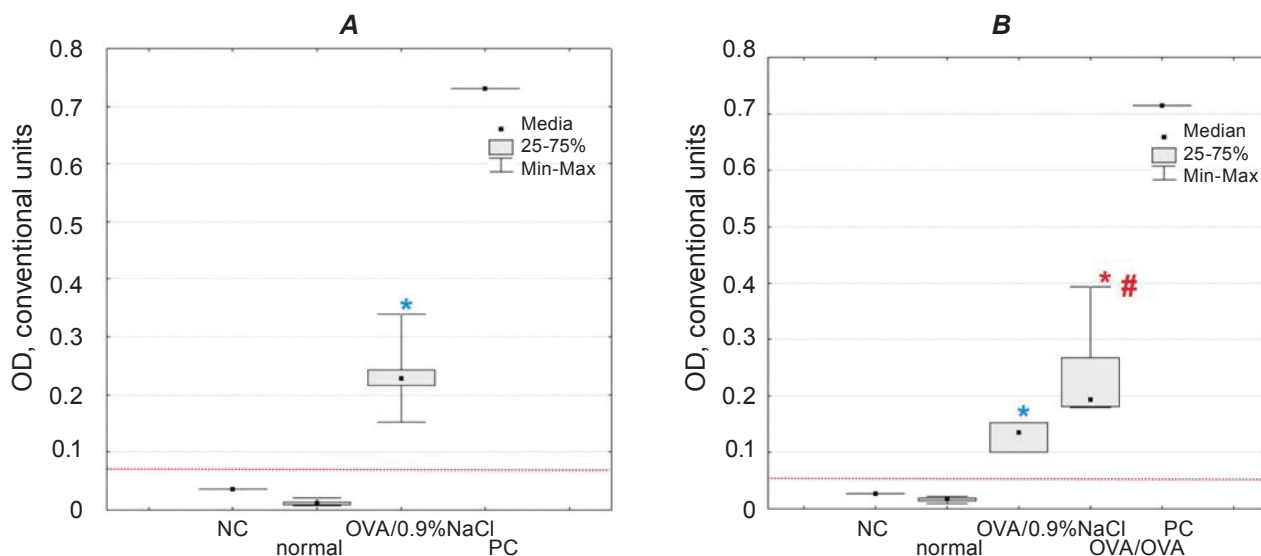 A
OD, conventional units
0.8
0.7
0.6
0.5
0.4
0.3
0.2
0.1
0
Media
25-75%
Min-Max
*
NC
normal
OVA/0.9%NaCl
PC
B
OD, conventional units
0.8
0.7
0.6
0.5
0.4
0.3
0.2
0.1
0
Median
25-75%
Min-Max
*
* #
NC
OVA/0.9%NaCl
PC
normal
OVA/OVA